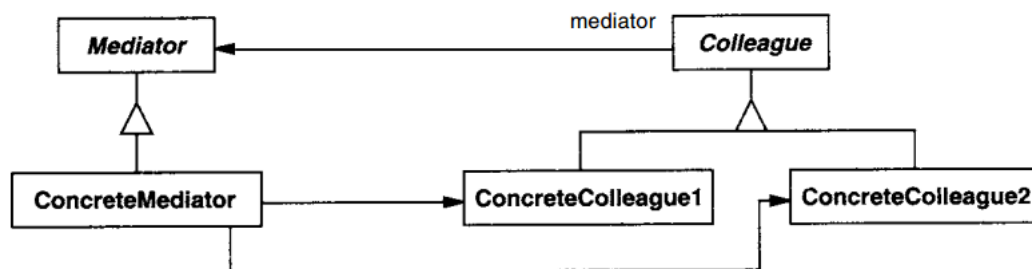 mediator
Mediator
Colleague
ConcreteMediator
ConcreteColleague1
ConcreteColleague2